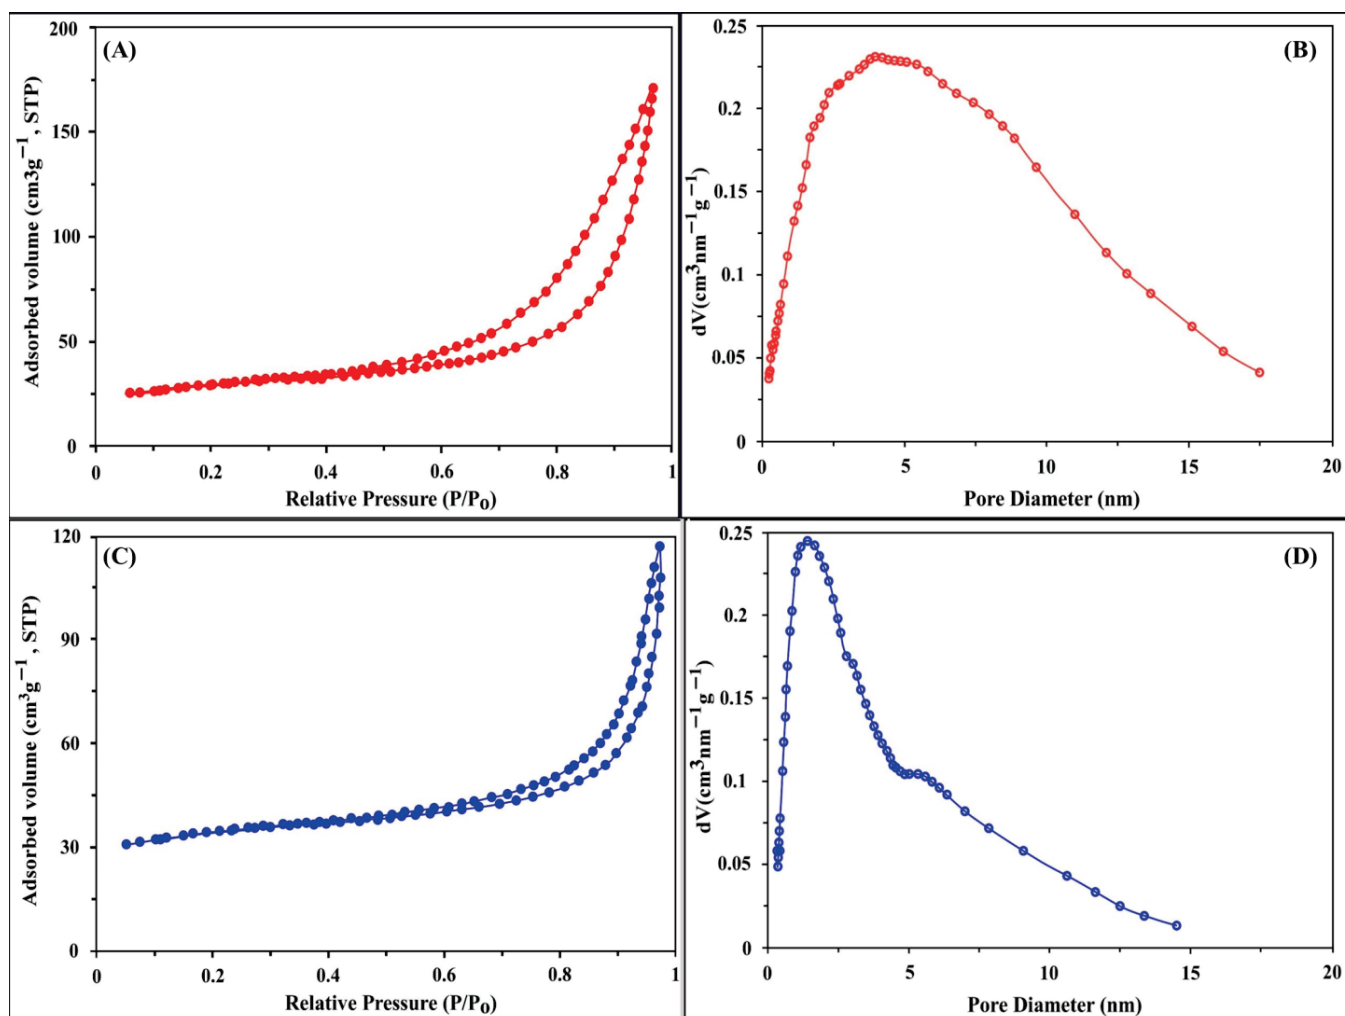 (A)
200
150
100
50
0
Adsorbed volume (cm3g⁻¹, STP)
0 0.2 0.4 0.6 0.8 1
Relative Pressure (P/P₀)
(B)
0.25
0.2
0.15
0.1
0.05
0
dV(cm³nm⁻¹g⁻¹)
0 5 10 15 20
Pore Diameter (nm)
(C)
120
90
60
30
0
Adsorbed volume (cm³g⁻¹, STP)
0 0.2 0.4 0.6 0.8 1
Relative Pressure (P/P₀)
(D)
0.25
0.2
0.15
0.1
0.05
0
dV(cm³nm⁻¹g⁻¹)
0 5 10 15 20
Pore Diameter (nm)